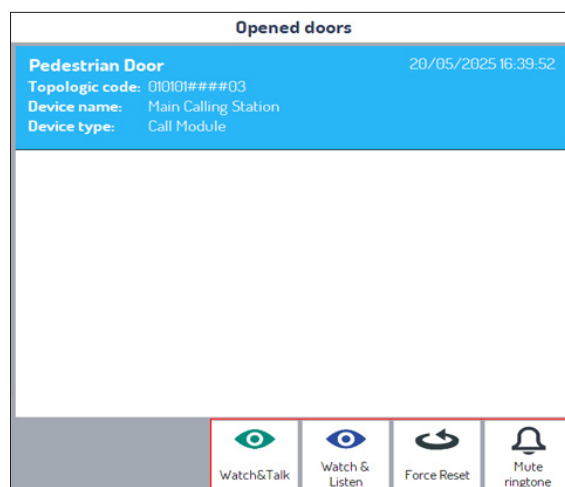 Opened doors
Pedestrian Door 20/05/2025 16:39:52
Topologic code: 010101####03
Device name: Main Calling Station
Device type: Call Module
Watch&Talk
Watch &
Listen
Force Reset
Mute
ringtone